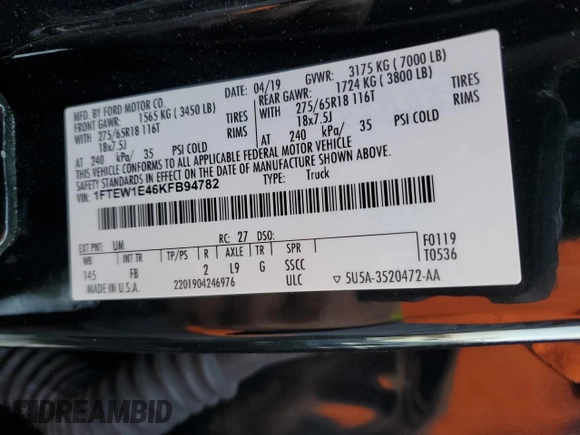 MFD. BY FORD MOTOR CO.
DATE: 04/19 GVWR: 3175 KG ( 7000 LB)
FRONT GAWR: 1565 KG ( 3450 LB)
REAR GAWR: 1724 KG ( 3800 LB)
WITH 275/65R18 116T TIRES
WITH 275/65R18 116T TIRES
18x7.5J RIMS
18x7.5J RIMS
AT 240 kPa/ 35 PSI COLD
AT 240 kPa/ 35 PSI COLD
THIS VEHICLE CONFORMS TO ALL APPLICABLE FEDERAL MOTOR VEHICLE
SAFETY STANDARDS IN EFFECT ON THE DATE OF MANUFACTURE SHOWN ABOVE.
VIN: 1FTEW1E46KFB94782
TYPE: Truck
EXT PNT: UM RC: 27 DSO:
WB INT TR TP/PS R AXLE TR SPR
145 FB 2 L9 G SSCC
F0119
T0536
MADE IN U.S.A. 2201904246976 ULC
5U5A-3520472-AA
FIDREAMBID